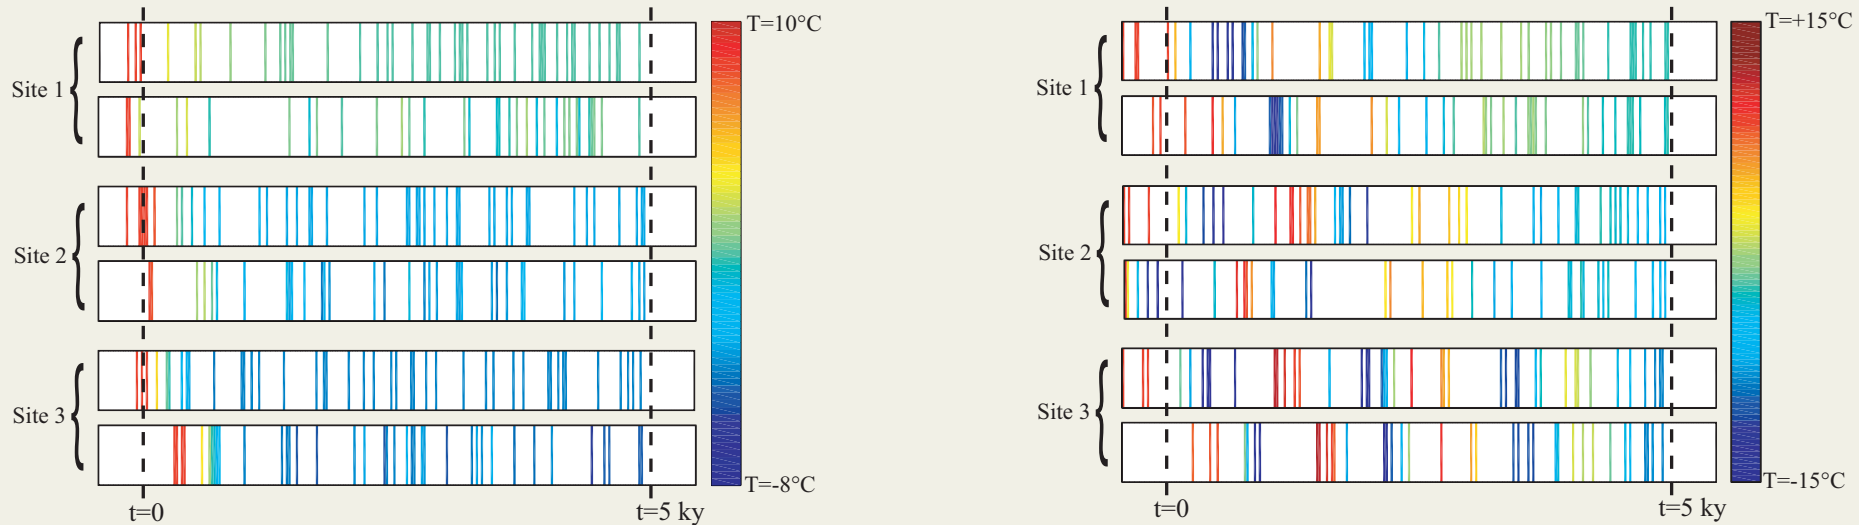 T=10°C
Site 1
Site 2
Site 3
T=-8°C
t=0
t=5 ky
T=+15°C
Site 1
Site 2
Site 3
T=-15°C
t=0
t=5 ky